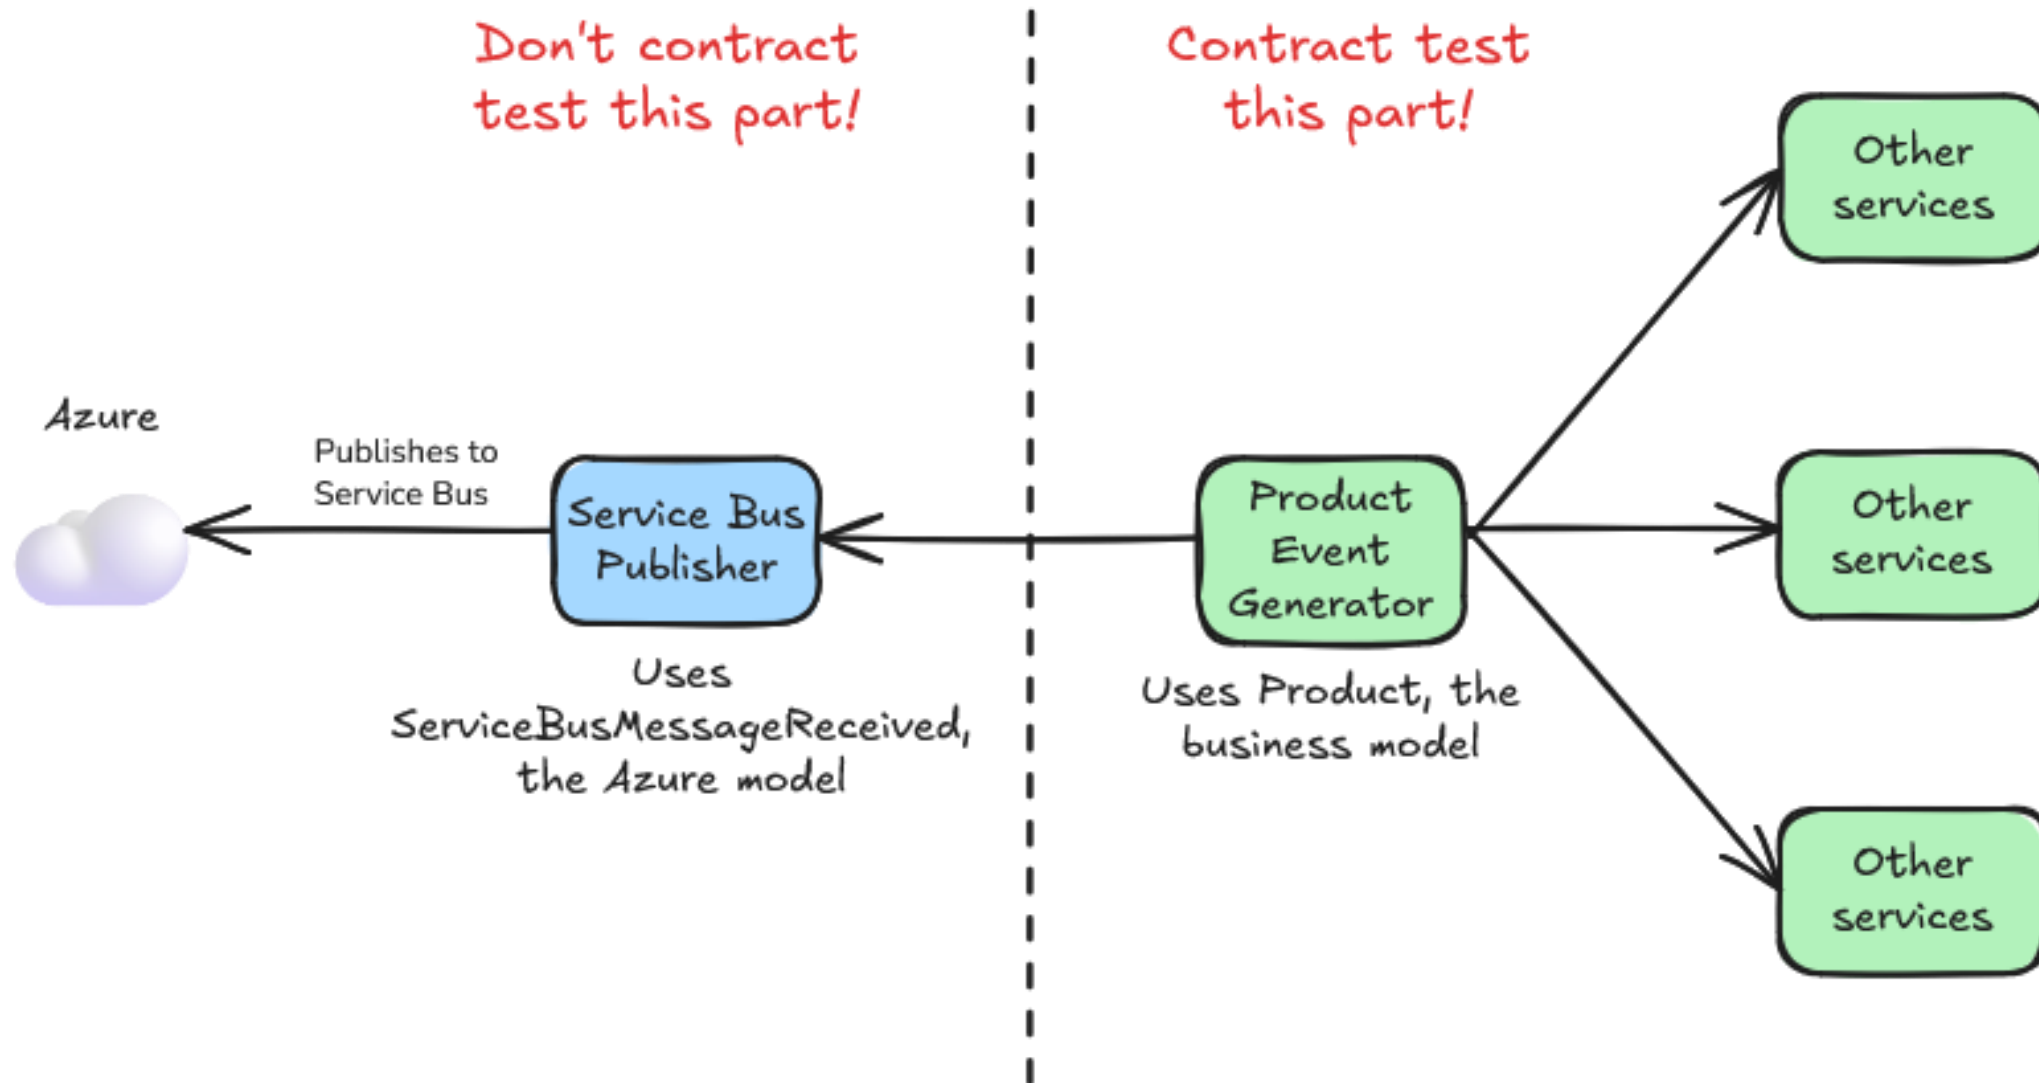 Don't contract
test this part!
Contract test
this part!
Other
services
Azure
Publishes to
Service Bus
Service Bus
Publisher
Product
Event
Generator
Other
services
Uses
ServiceBusMessageReceived,
the Azure model
Uses Product, the
business model
Other
services